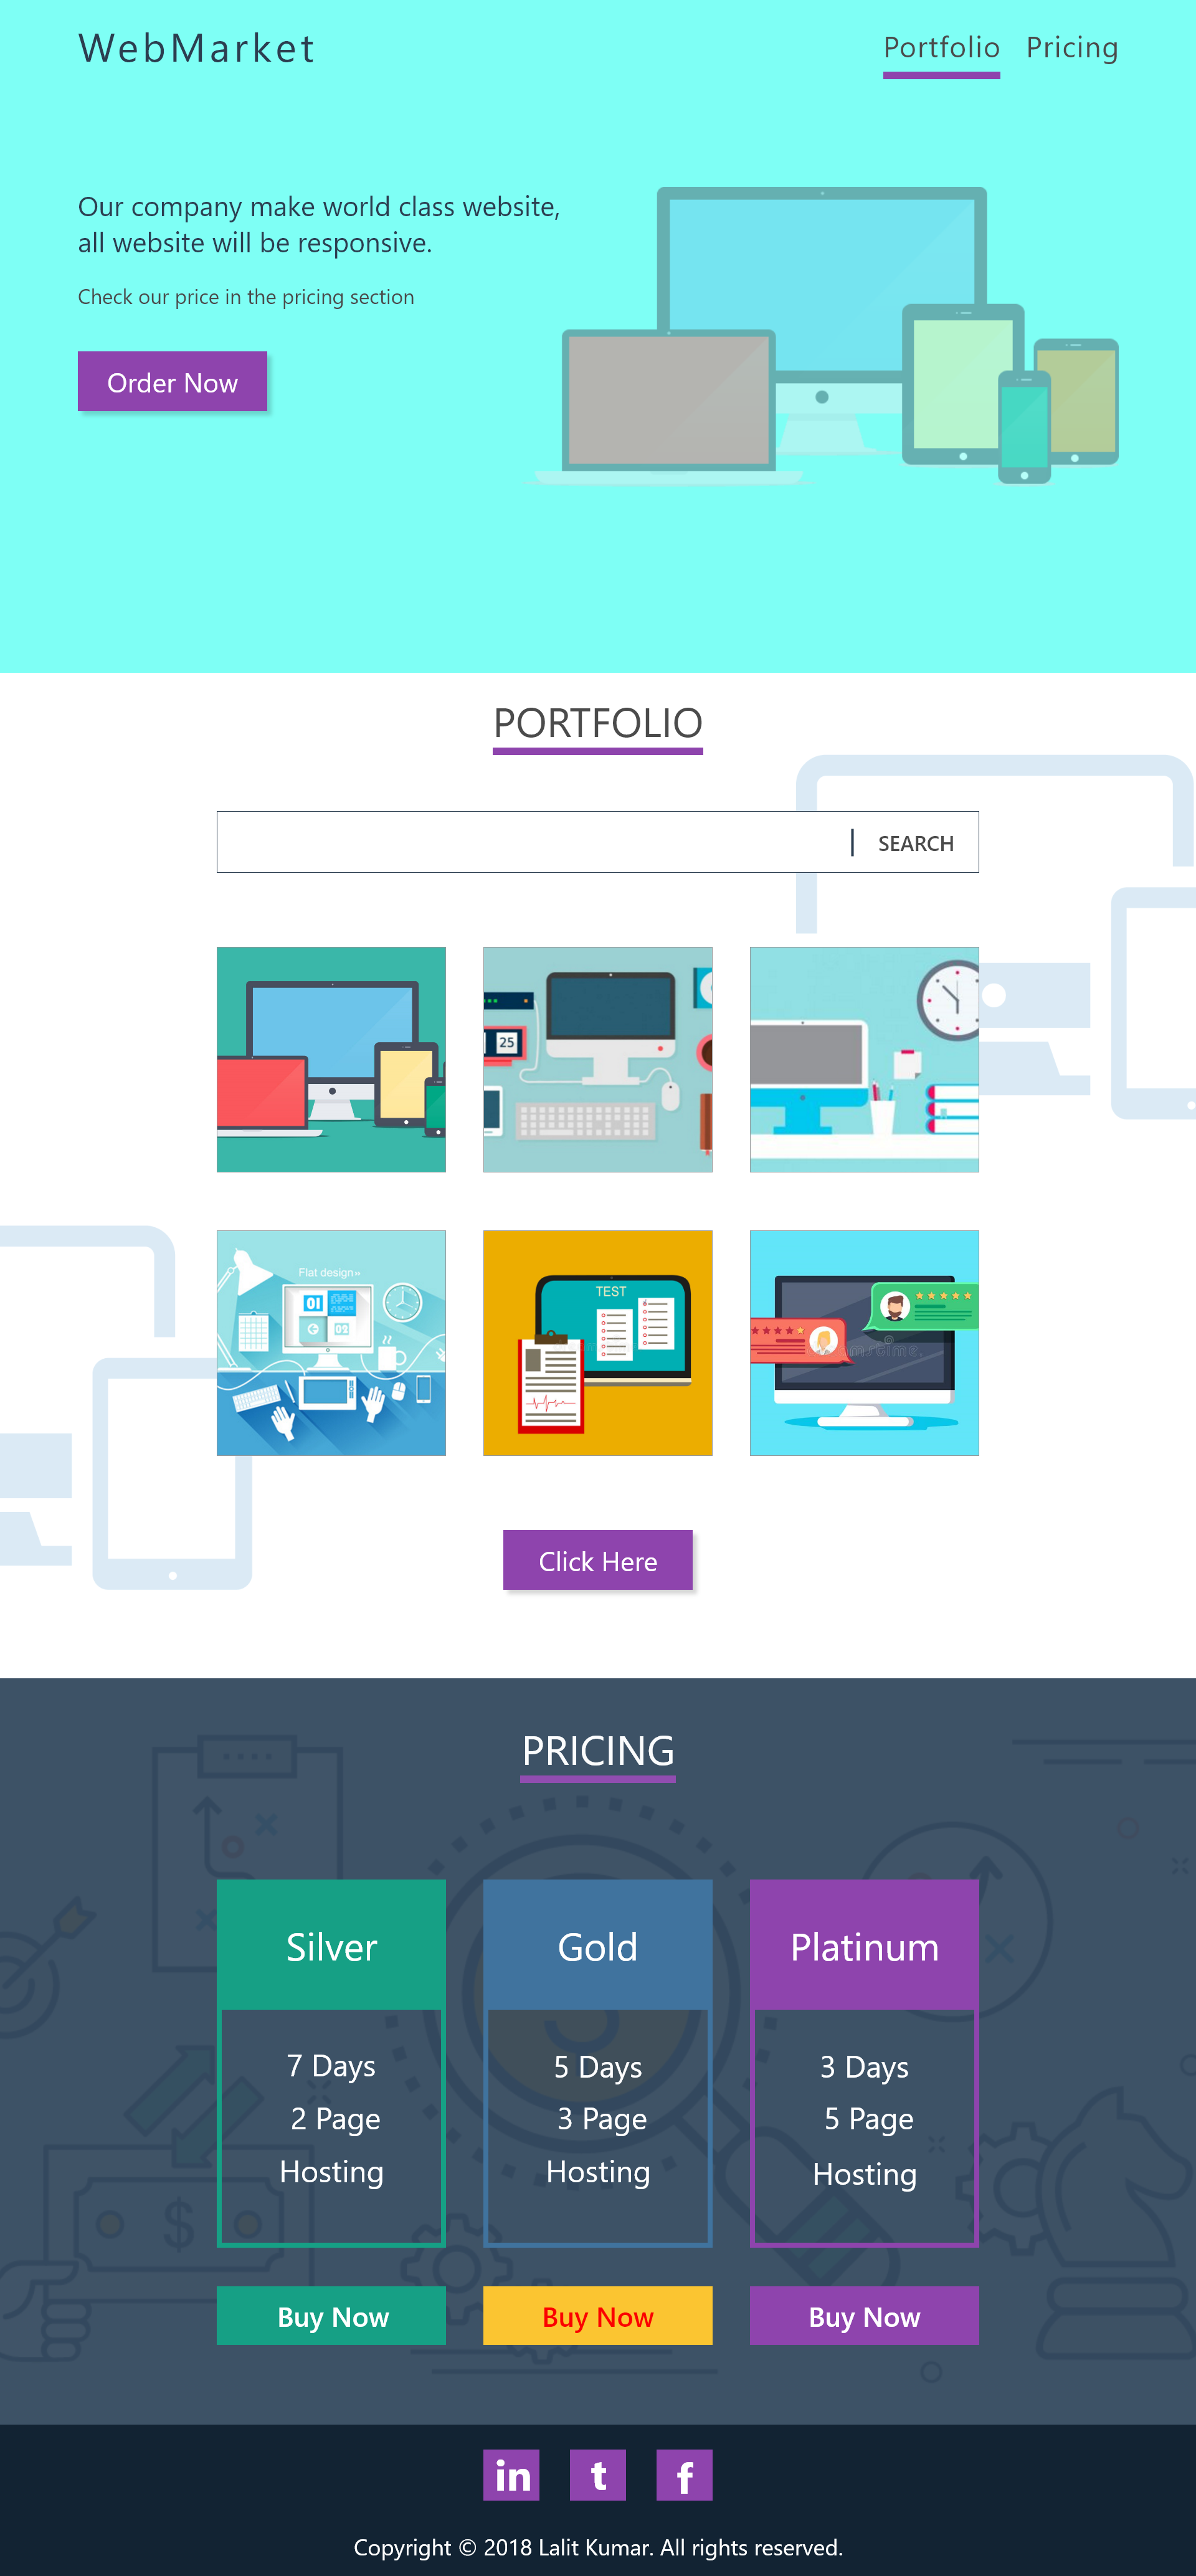 WebMarket
Portfolio Pricing
Our company make world class website,
all website will be responsive.
Check our price in the pricing section
Order Now
PORTFOLIO
SEARCH
25
Flat design
01
02
TEST
Click Here
PRICING
Silver
7 Days
2 Page
Hosting
Buy Now
Gold
5 Days
3 Page
Hosting
Buy Now
Platinum
3 Days
5 Page
Hosting
Buy Now
$
in t f
Copyright © 2018 Lalit Kumar. All rights reserved.